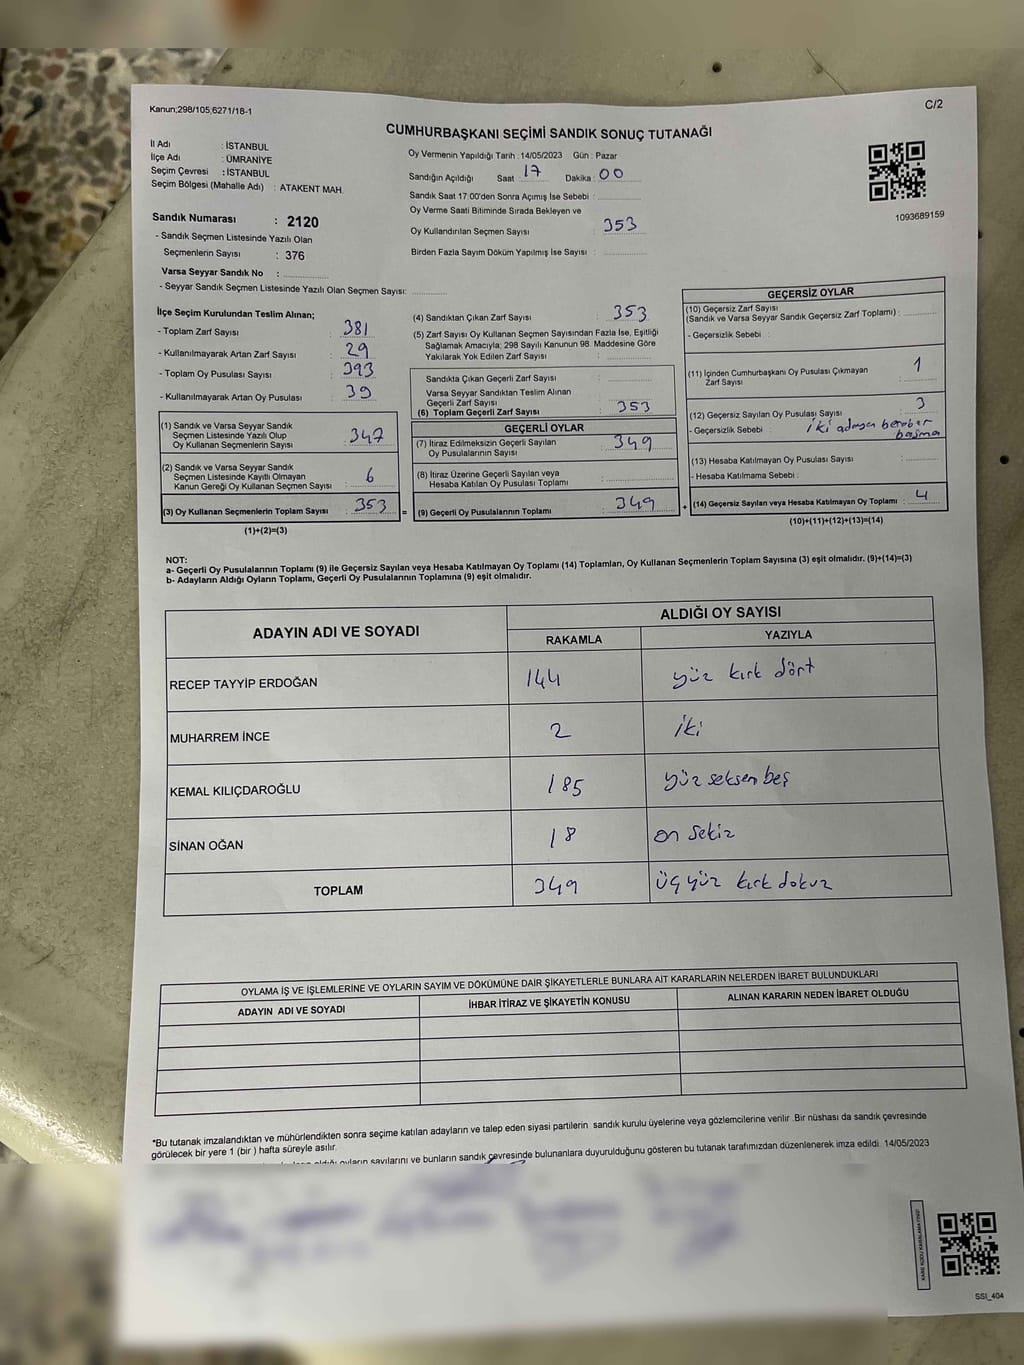 Kanun;298/105;6271/18-1
C/2
CUMHURBAŞKANI SEÇİMİ SANDIK SONUÇ TUTANAĞI
İl Adı : İSTANBUL
İlçe Adı : ÜMRANİYE
Seçim Çevresi : İSTANBUL
Seçim Bölgesi (Mahalle Adı) : ATAKENT MAH.
Oy Vermenin Yapıldığı Tarih :14/05/2023 Gün : Pazar
Sandığın Açıldığı Saat 17 Dakika : 00
Sandık Saat 17:00'den Sonra Açımış İse Sebebi :
Oy Verme Saati Bitiminde Sırada Bekleyen ve
Oy Kullandırılan Seçmen Sayısı : 353
Birden Fazla Sayım Döküm Yapılmış İse Sayısı :
1093689159
Sandık Numarası : 2120
- Sandık Seçmen Listesinde Yazılı Olan
Seçmenlerin Sayısı : 376
Varsa Seyyar Sandık No :
- Seyyar Sandık Seçmen Listesinde Yazılı Olan Seçmen Sayısı:
İlçe Seçim Kurulundan Teslim Alınan;
- Toplam Zarf Sayısı : 381
- Kullanılmayarak Artan Zarf Sayısı : 29
- Toplam Oy Pusulası Sayısı : 393
- Kullanılmayarak Artan Oy Pusulası : 39
(1) Sandık ve Varsa Seyyar Sandık
Seçmen Listesinde Yazılı Olup
Oy Kullanan Seçmenlerin Sayısı : 347
(2) Sandık ve Varsa Seyyar Sandık
Seçmen Listesinde Kayıtlı Olmayan
Kanun Gereği Oy Kullanan Seçmen Sayısı : 6
(3) Oy Kullanan Seçmenlerin Toplam Sayısı : 353 =
(1)+(2)=(3)
(4) Sandıktan Çıkan Zarf Sayısı : 353
(5) Zarf Sayısı Oy Kullanan Seçmen Sayısından Fazla İse, Eşitliği
Sağlamak Amacıyla; 298 Sayılı Kanunun 98. Maddesine Göre
Yakılarak Yok Edilen Zarf Sayısı :
Sandıkta Çıkan Geçerli Zarf Sayısı :
Varsa Seyyar Sandıktan Teslim Alınan
Geçerli Zarf Sayısı :
(6) Toplam Geçerli Zarf Sayısı : 353
GEÇERLİ OYLAR
(7) İtiraz Edilmeksizin Geçerli Sayılan
Oy Pusulalarının Sayısı : 349
(8) İtiraz Üzerine Geçerli Sayılan veya
Hesaba Katılan Oy Pusulası Toplamı :
(9) Geçerli Oy Pusulalarının Toplamı : 349 +
GEÇERSİZ OYLAR
(10) Geçersiz Zarf Sayısı
(Sandık ve Varsa Seyyar Sandık Geçersiz Zarf Toplamı) :
- Geçersizlik Sebebi :
(11) İçinden Cumhurbaşkanı Oy Pusulası Çıkmayan
Zarf Sayısı : 1
(12) Geçersiz Sayılan Oy Pusulası Sayısı : 3
- Geçersizlik Sebebi : iki adaya beraber
basma
(13) Hesaba Katılmayan Oy Pusulası Sayısı :
- Hesaba Katılmama Sebebi :
(14) Geçersiz Sayılan veya Hesaba Katılmayan Oy Toplamı : 4
(10)+(11)+(12)+(13)=(14)
NOT:
a- Geçerli Oy Pusulalarının Toplamı (9) ile Geçersiz Sayılan veya Hesaba Katılmayan Oy Toplamı (14) Toplamları, Oy Kullanan Seçmenlerin Toplam Sayısına (3) eşit olmalıdır. (9)+(14)=(3)
b- Adayların Aldığı Oyların Toplamı, Geçerli Oy Pusulalarının Toplamına (9) eşit olmalıdır.
ADAYIN ADI VE SOYADI
ALDIĞI OY SAYISI
RAKAMLA YAZIYLA
RECEP TAYYİP ERDOĞAN 144 yüz kırk dört
MUHARREM İNCE 2 iki
KEMAL KILIÇDAROĞLU 185 yüz seksen beş
SİNAN OĞAN 18 on sekiz
TOPLAM 349 üç yüz kırk dokuz
OYLAMA İŞ VE İŞLEMLERİNE VE OYLARIN SAYIM VE DÖKÜMÜNE DAİR ŞİKAYETLERLE BUNLARA AİT KARARLARIN NELERDEN İBARET BULUNDUKLARI
ADAYIN ADI VE SOYADI İHBAR İTİRAZ VE ŞİKAYETİN KONUSU ALINAN KARARIN NEDEN İBARET OLDUĞU
*Bu tutanak imzalandıktan ve mühürlendikten sonra seçime katılan adayların ve talep eden siyasi partilerin sandık kurulu üyelerine veya gözlemcilerine verilir .Bir nüshası da sandık çevresinde
görülecek bir yere 1 (bir ) hafta süreyle asılır.
aldığı oyların sayılarını ve bunların sandık çevresinde bulunanlara duyurulduğunu gösteren bu tutanak tarafımızdan düzenlenerek imza edildi. 14/05/2023
SSI_404